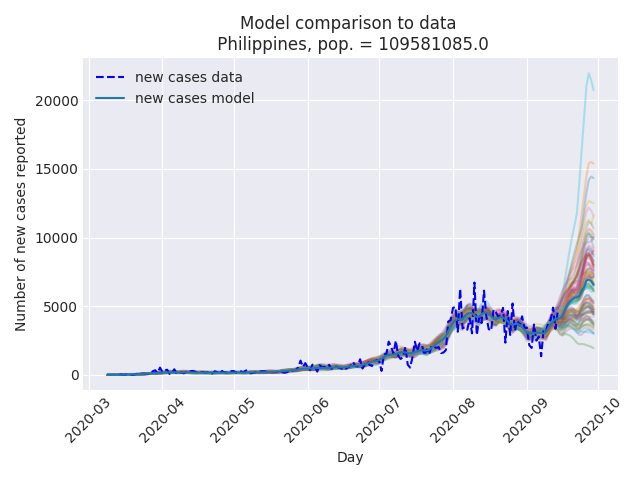 Model comparison to data
Philippines, pop. = 109581085.0
new cases data
new cases model
Number of new cases reported
20000
15000
10000
5000
0
2020-03
2020-04
2020-05
2020-06
2020-07
2020-08
2020-09
2020-10
Day